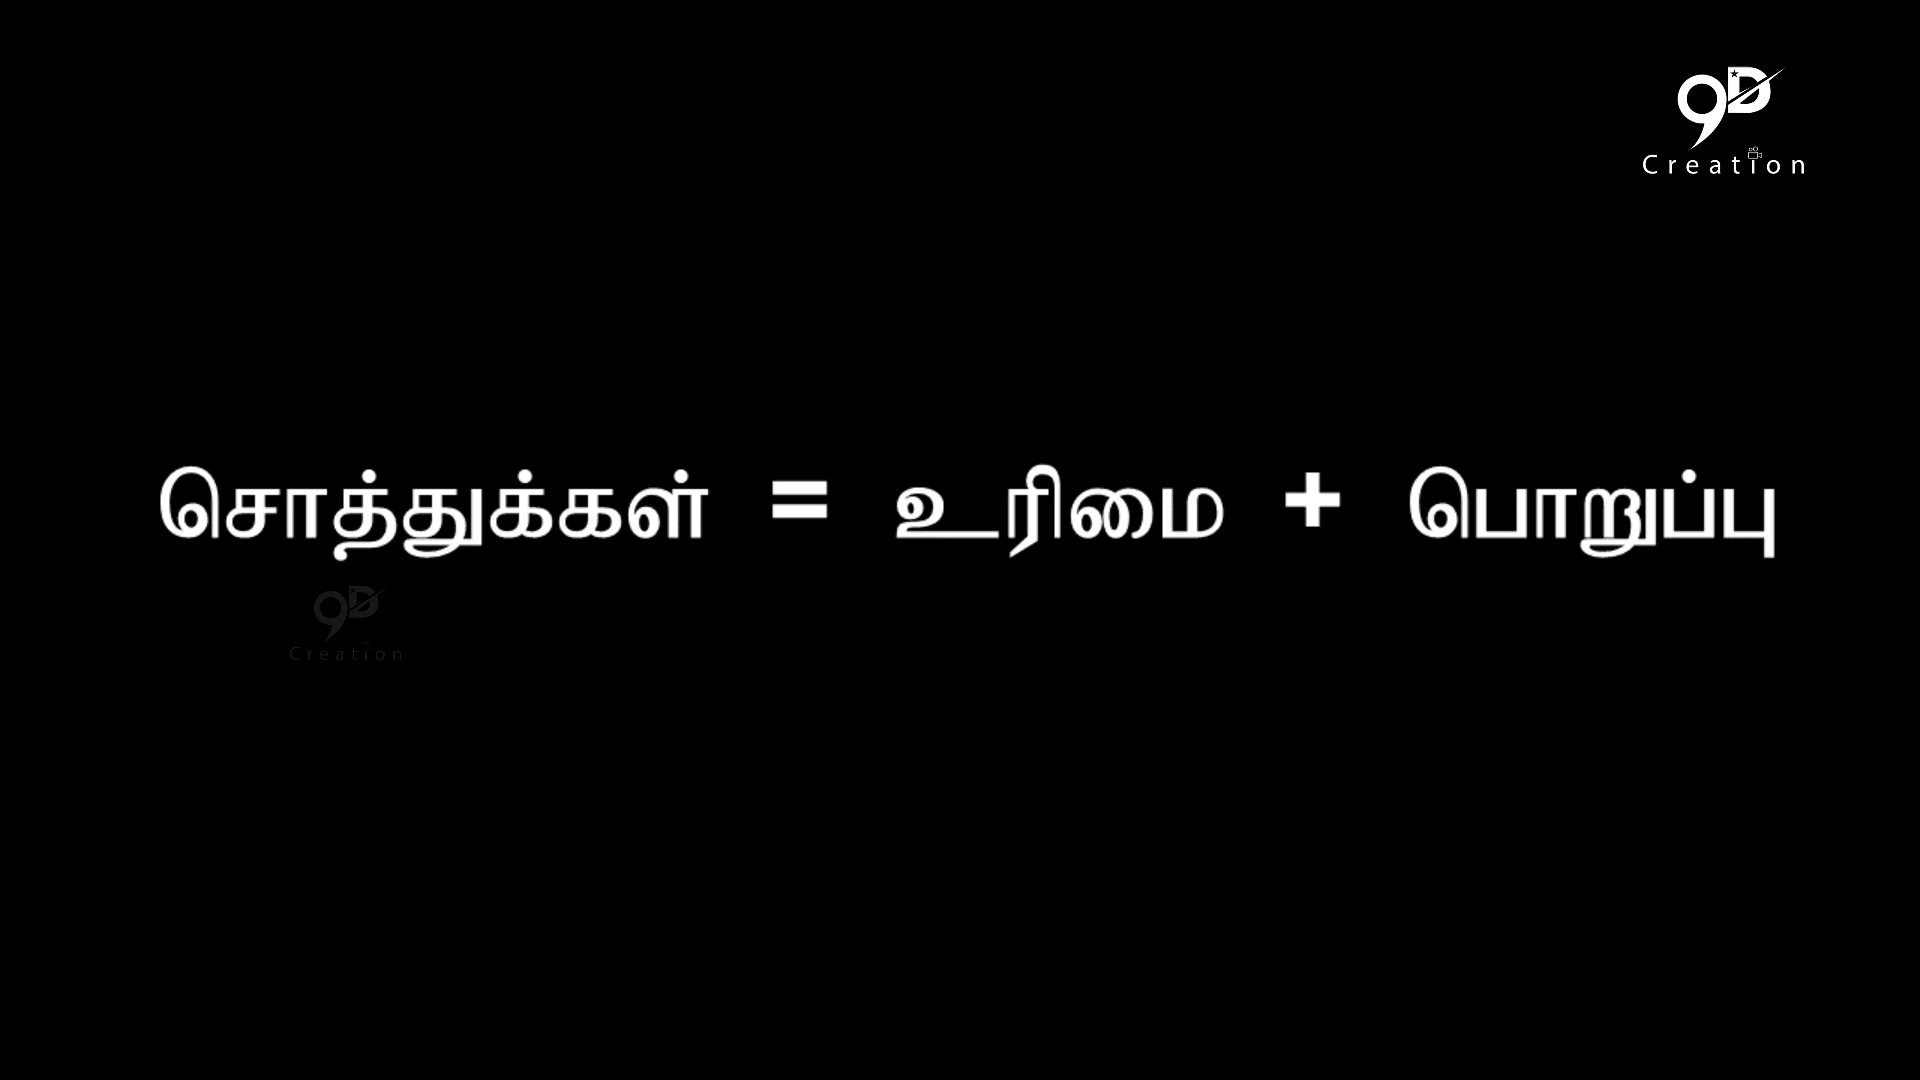 9D
Creation
சொத்துக்கள் = உரிமை + பொறுப்பு
9D
Creation